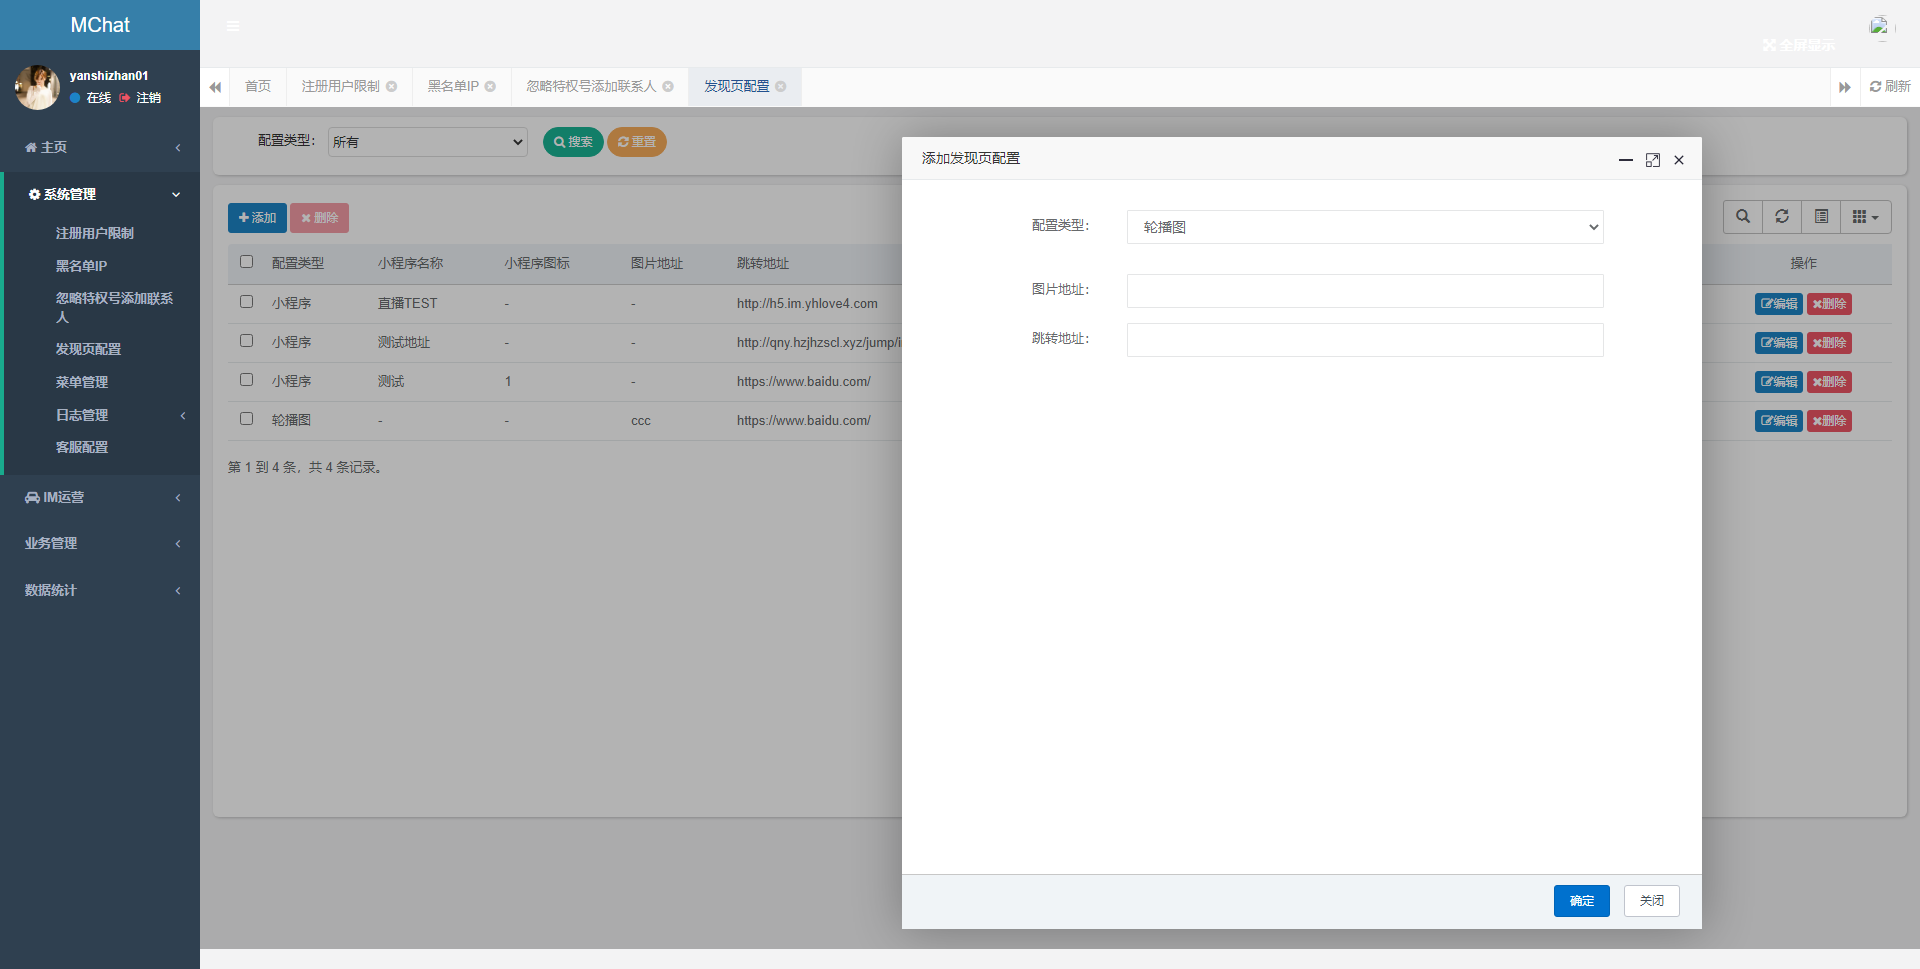 MChat
yanshizhan01
在线 注销
主页
系统管理
注册用户限制
黑名单IP
忽略特权号添加联系
人
发现页配置
菜单管理
日志管理
客服配置
IM运营
业务管理
数据统计
全屏显示
首页 注册用户限制 黑名单IP 忽略特权号添加联系人 发现页配置 刷新
配置类型： 所有 搜索 重置
添加 删除
配置类型 小程序名称 小程序图标 图片地址 跳转地址 操作
小程序 直播TEST - - http://h5.im.yhlove4.com 编辑 删除
小程序 测试地址 - - http://qny.hzjhzscl.xyz/jump/i 编辑 删除
小程序 测试 1 - https://www.baidu.com/ 编辑 删除
轮播图 - - ccc https://www.baidu.com/ 编辑 删除
第 1 到 4 条，共 4 条记录。
添加发现页配置
配置类型： 轮播图
图片地址：
跳转地址：
确定 关闭